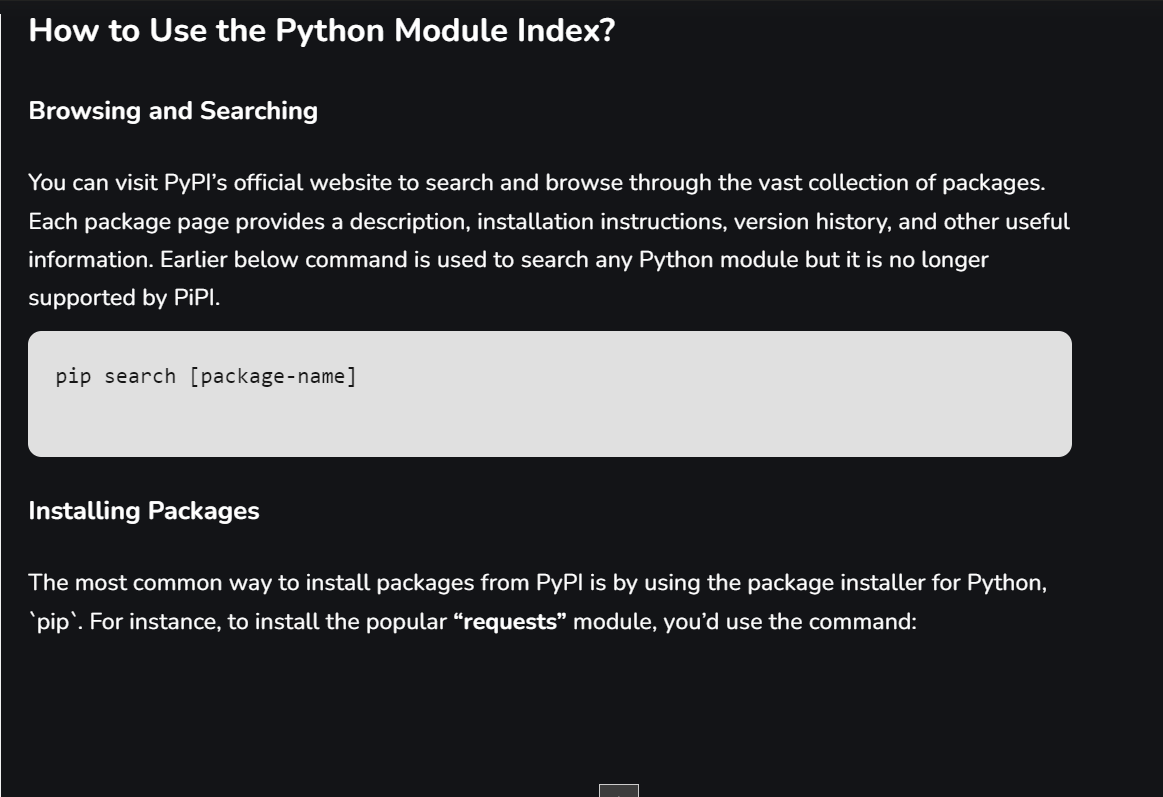 How to Use the Python Module Index?
Browsing and Searching
You can visit PyPI’s official website to search and browse through the vast collection of packages.
Each package page provides a description, installation instructions, version history, and other useful
information. Earlier below command is used to search any Python module but it is no longer
supported by PiPI.
pip search [package-name]
Installing Packages
The most common way to install packages from PyPI is by using the package installer for Python,
`pip`. For instance, to install the popular “requests” module, you’d use the command: